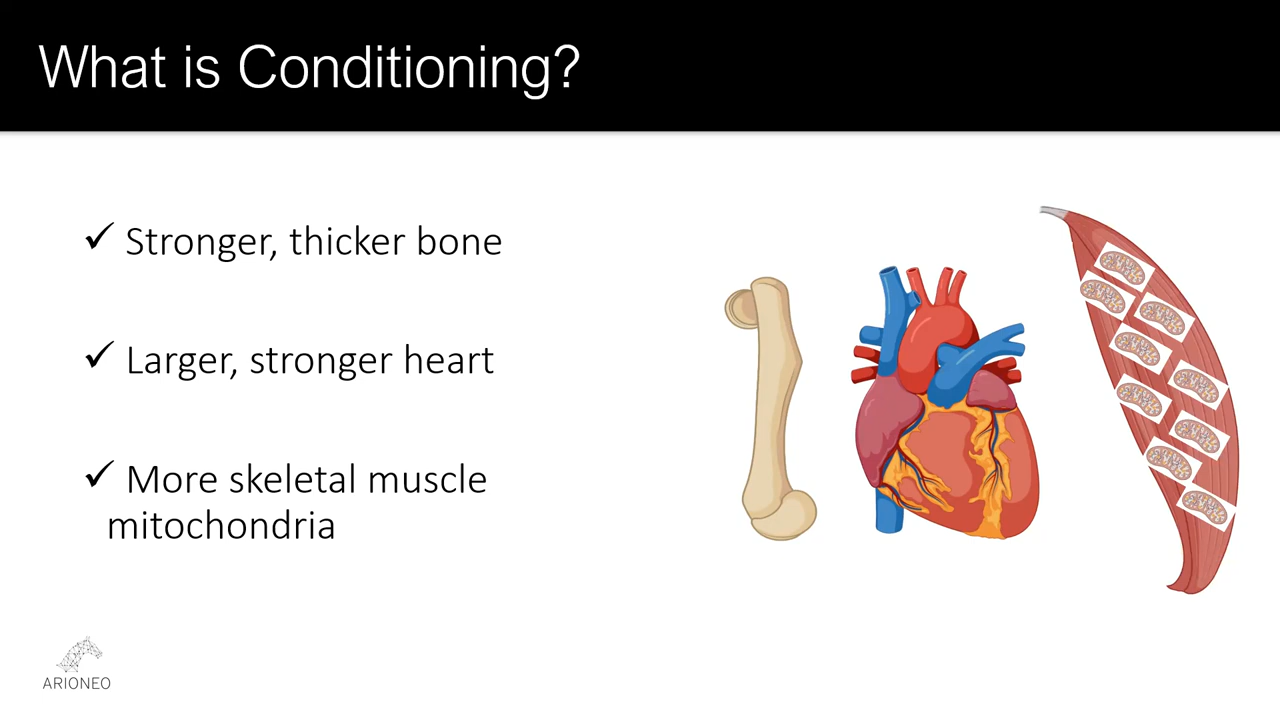 What is Conditioning?
✓ Stronger, thicker bone
✓ Larger, stronger heart
✓ More skeletal muscle
mitochondria
ARIONEO